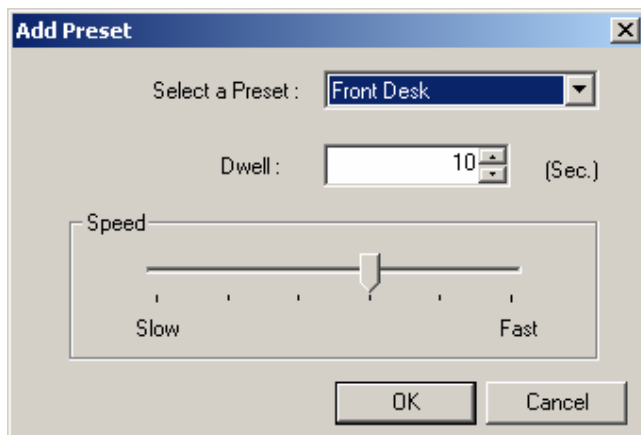 Add Preset
Select a Preset : Front Desk
Dwell : 10 (Sec.)
Speed
Slow Fast
OK Cancel